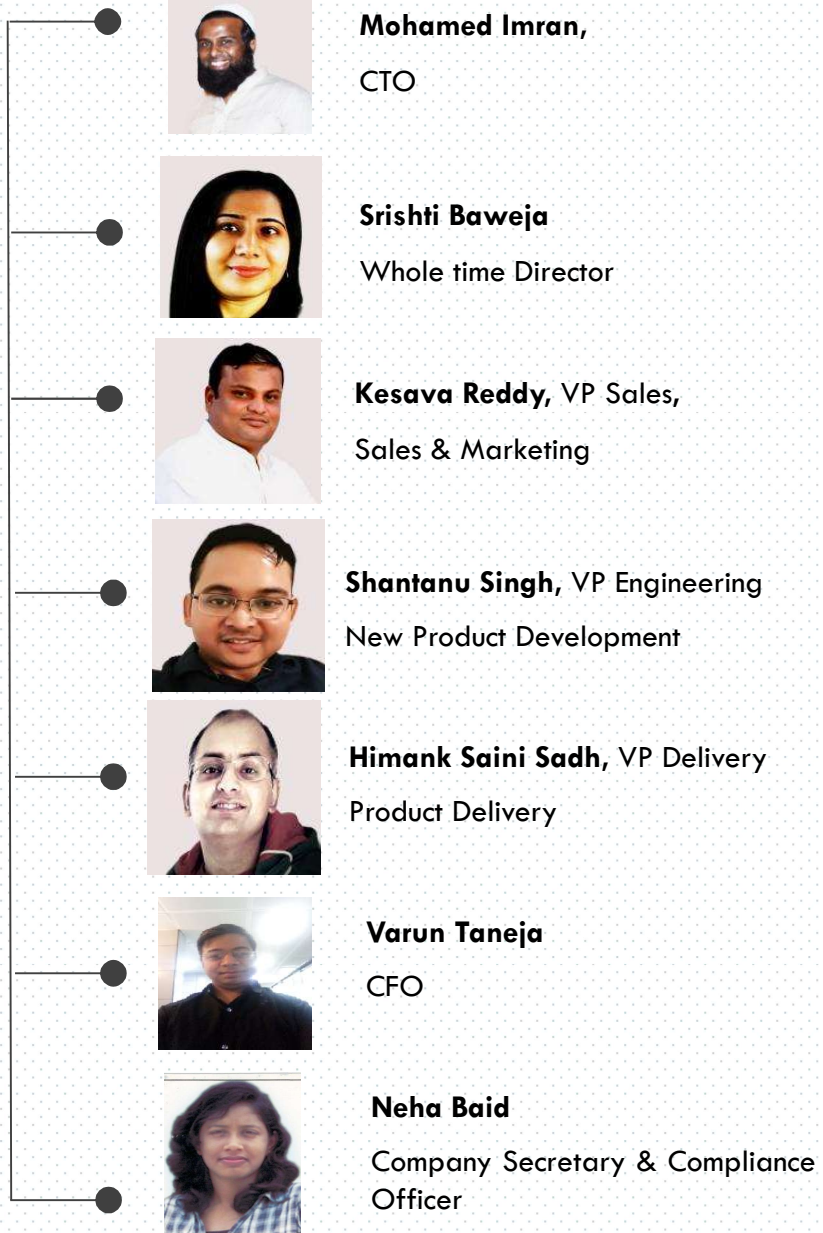 Mohamed Imran,
CTO
Srishti Baweja
Whole time Director
Kesava Reddy, VP Sales,
Sales & Marketing
Shantanu Singh, VP Engineering
New Product Development
Himank Saini Sadh, VP Delivery
Product Delivery
Varun Taneja
CFO
Neha Baid
Company Secretary & Compliance
Officer